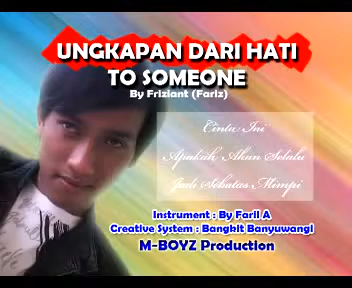 UNGKAPAN DARI HATI
TO SOMEONE
By Friziant (Fariz)
Cinta Ini
Apakah Akan Selalu
Jadi Sebatas Mimpi
Instrument : By Faril A
Creative System : Bangkit Banyuwangi
M-BOYZ Production